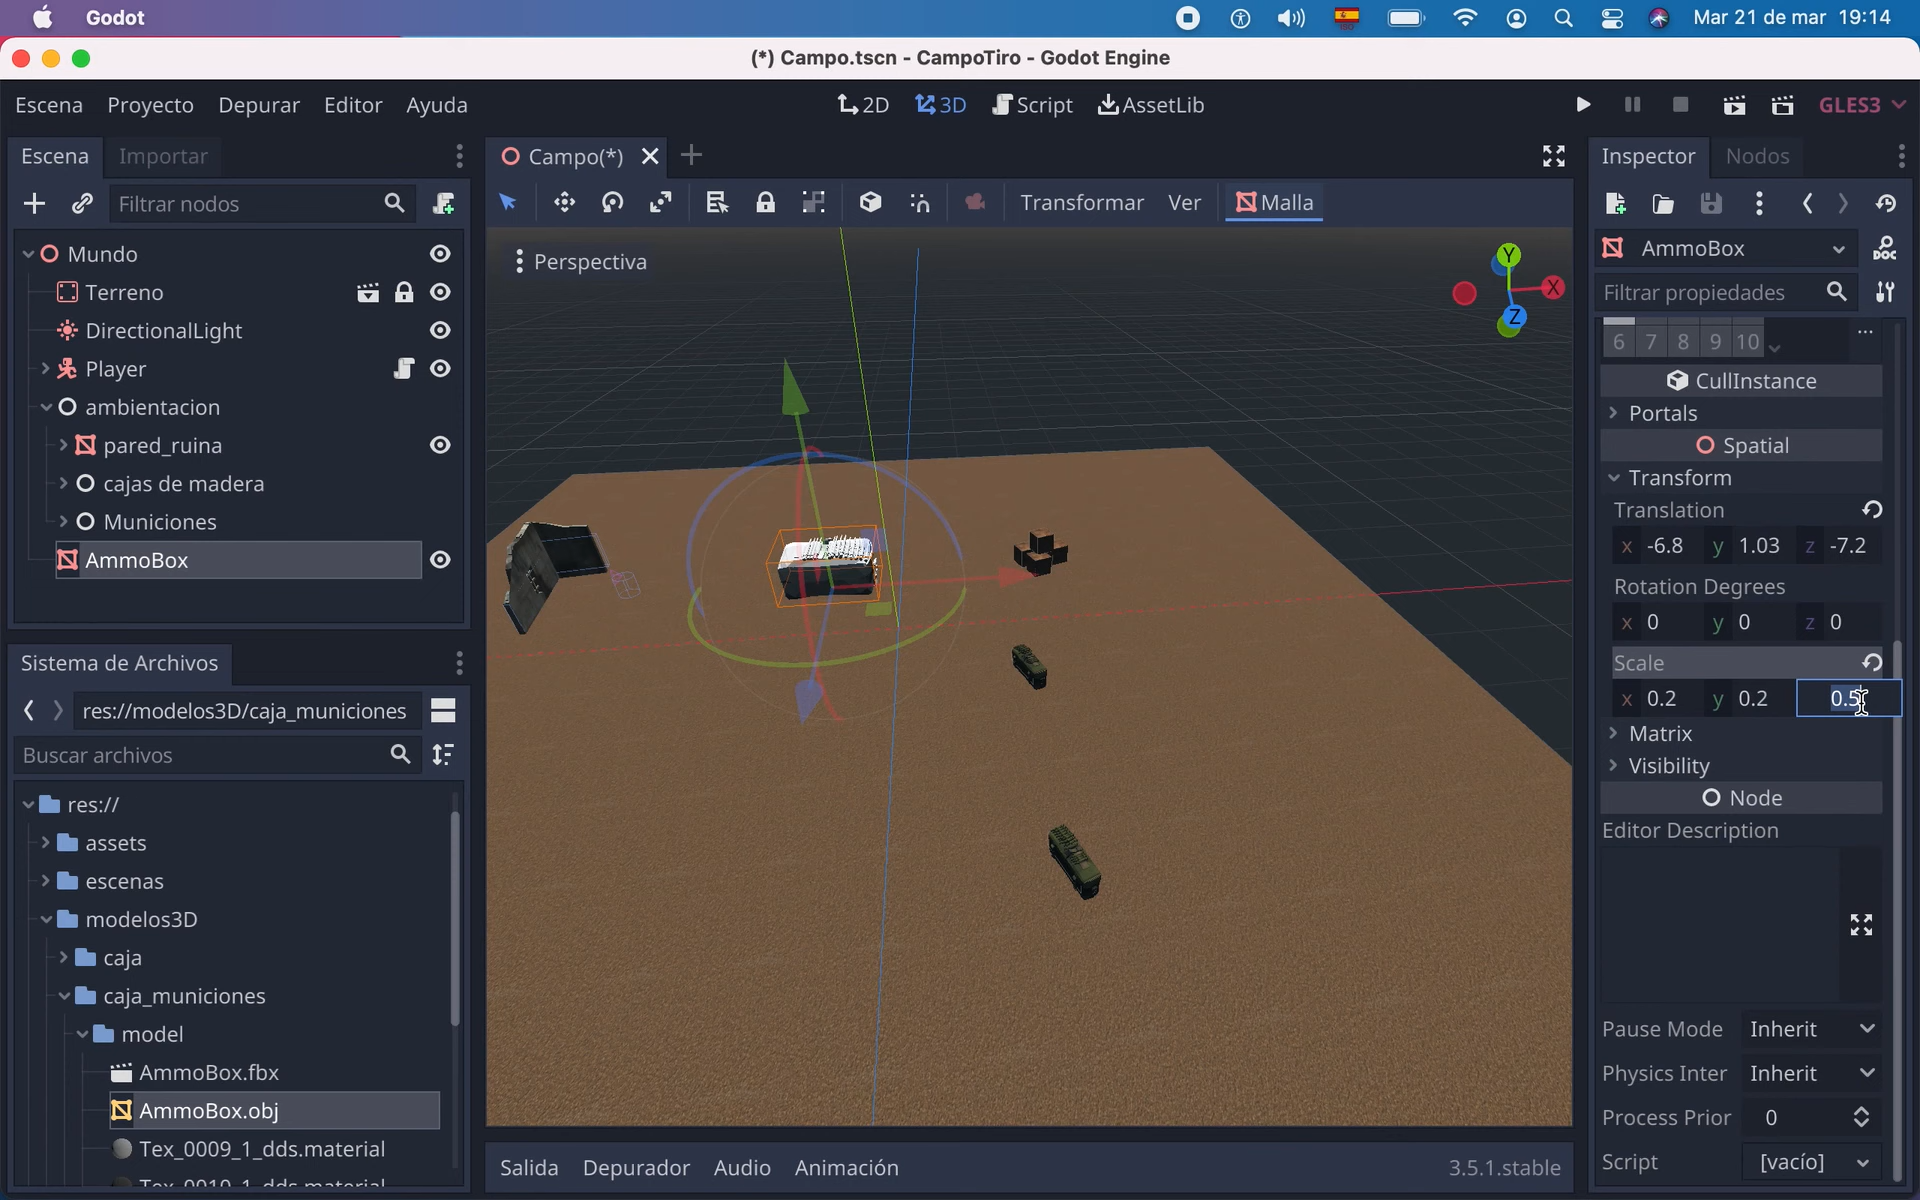 Godot
Mar 21 de mar 19:14
(*) Campo.tscn - CampoTiro - Godot Engine
Escena Proyecto Depurar Editor Ayuda
2D 3D Script AssetLib
GLES3
Escena Importar
Campo(*)
Inspector Nodos
Filtrar nodos
Transformar Ver Malla
Perspectiva
Y
X
Z
AmmoBox
DOC
Filtrar propiedades
Mundo
Terreno
DirectionalLight
Player
ambientacion
pared_ruina
cajas de madera
Municiones
AmmoBox
6 7 8 9 10
CullInstance
Portals
Spatial
Transform
Translation
x -6.8 y 1.03 z -7.2
Rotation Degrees
x 0 y 0 z 0
Scale
x 0.2 y 0.2 0.5
Matrix
Visibility
Node
Editor Description
Pause Mode Inherit
Physics Inter Inherit
Process Prior 0
Script [vacío]
Sistema de Archivos
res://modelos3D/caja_municiones
Buscar archivos
res://
assets
escenas
modelos3D
caja
caja_municiones
model
AmmoBox.fbx
AmmoBox.obj
Tex_0009_1_dds.material
Tex_0010_1_dds.material
Salida Depurador Audio Animación
3.5.1.stable